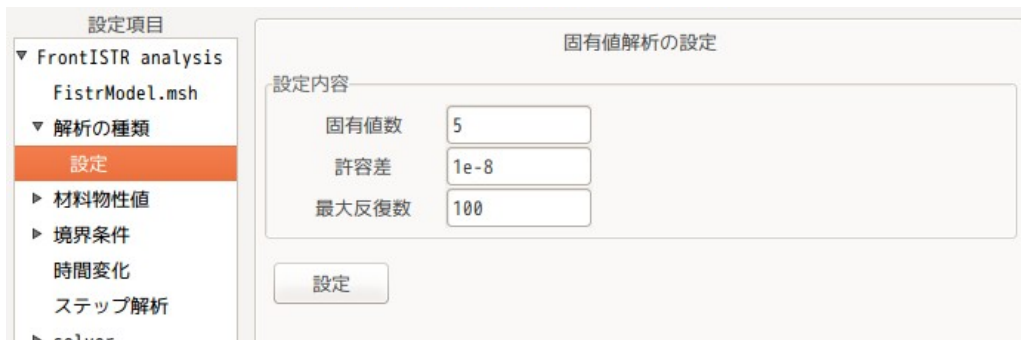 設定項目
FrontISTR analysis
FistrModel.msh
解析の種類
設定
材料物性値
境界条件
時間変化
ステップ解析
固有値解析の設定
設定内容
固有値数 5
許容差 1e-8
最大反復数 100
設定